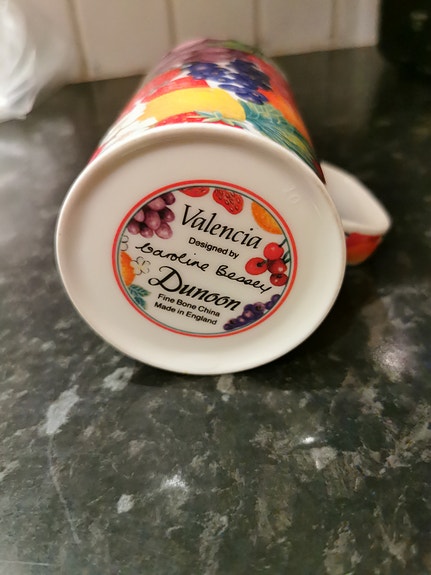 Valencia
Designed by
Caroline Bessey
Dunoon
Fine Bone China
Made in England